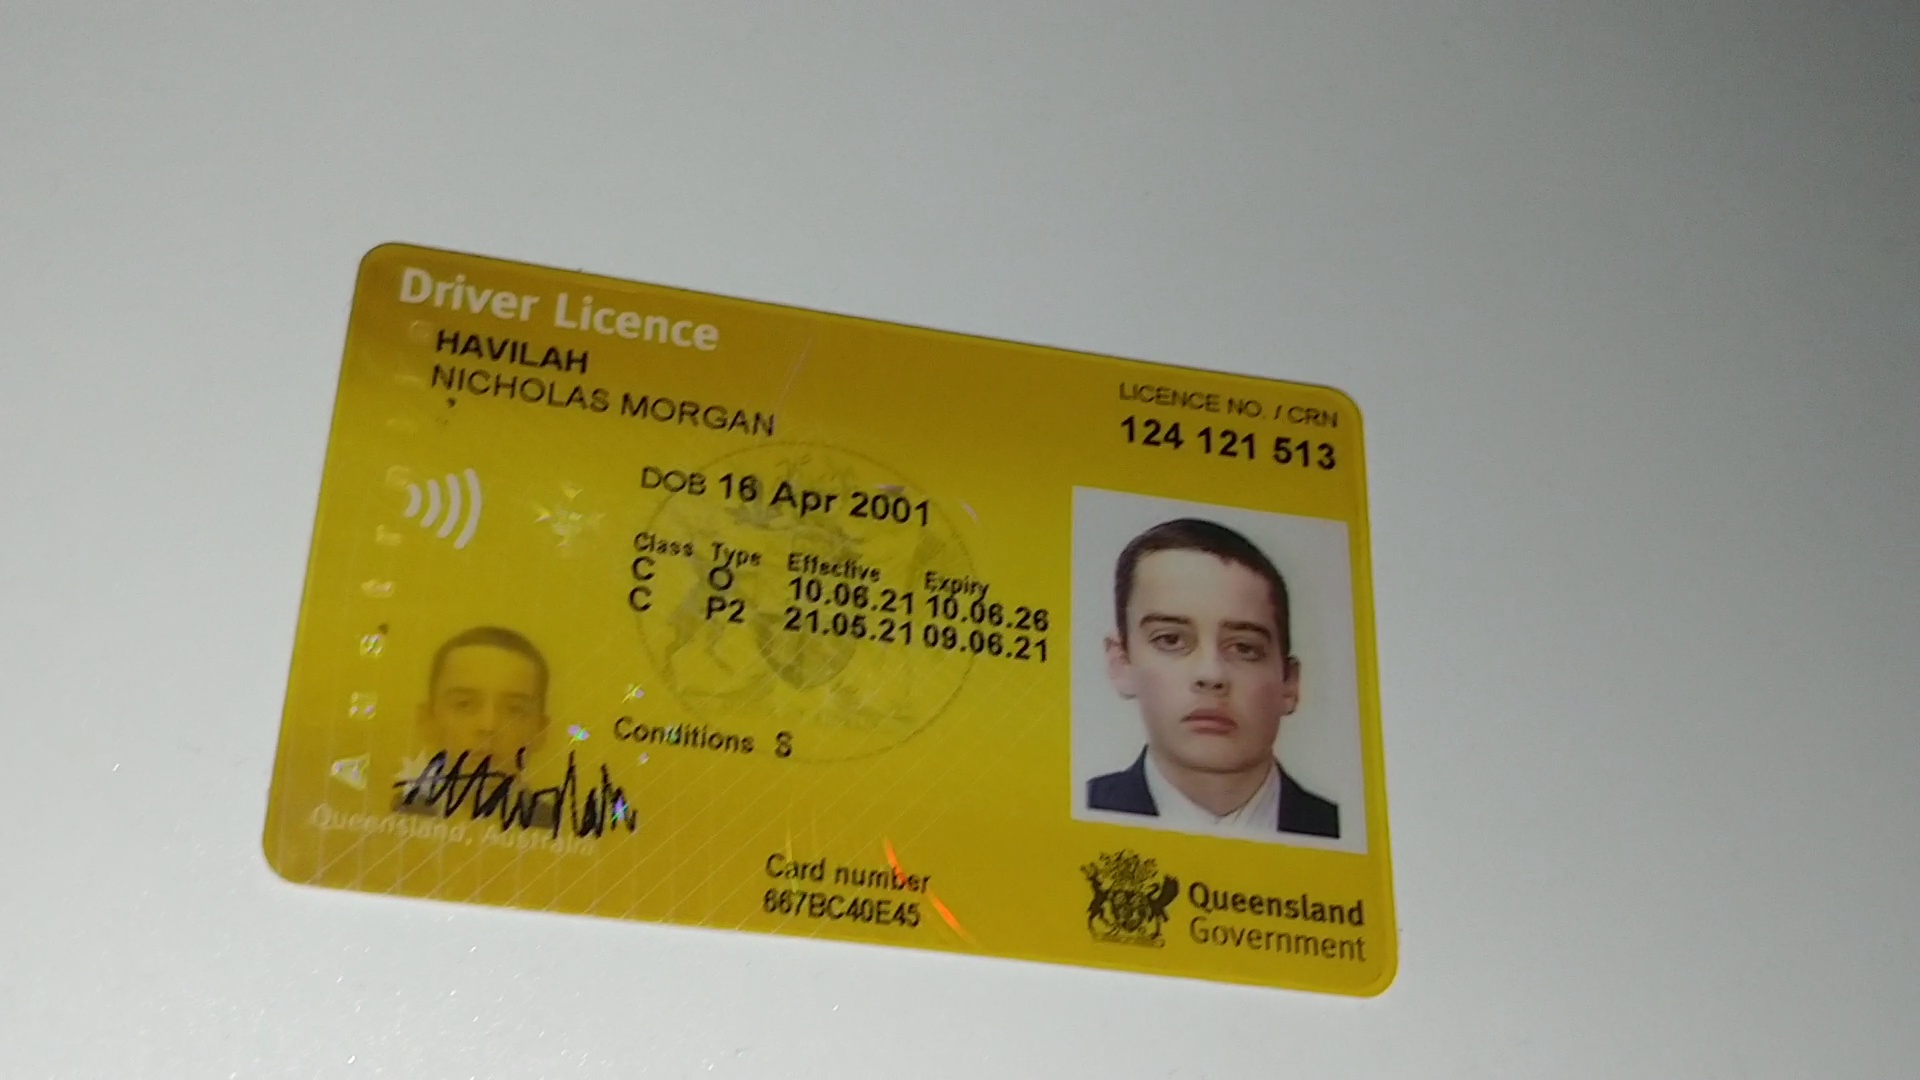 Driver Licence
HAVILAH
NICHOLAS MORGAN
LICENCE NO. / CRN
124 121 513
DOB 16 Apr 2001
Class Type Effective Expiry
C O 10.06.21 10.06.26
C P2 21.05.21 09.06.21
Conditions S
Queensland, Australia
Card number
667BC40E45
Queensland
Government